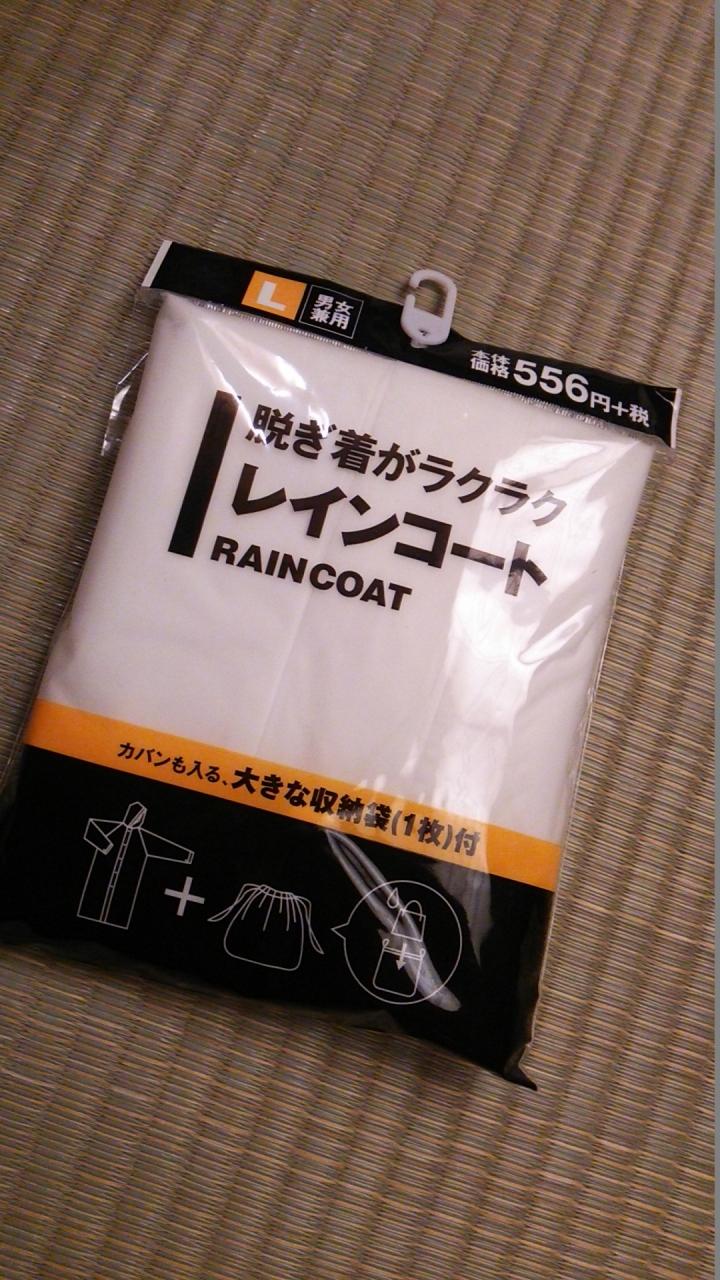 L
男女
兼用
本体
価格 556円+税
脱ぎ着がラクラク
レインコート
RAINCOAT
カバンも入る、大きな収納袋(1枚)付